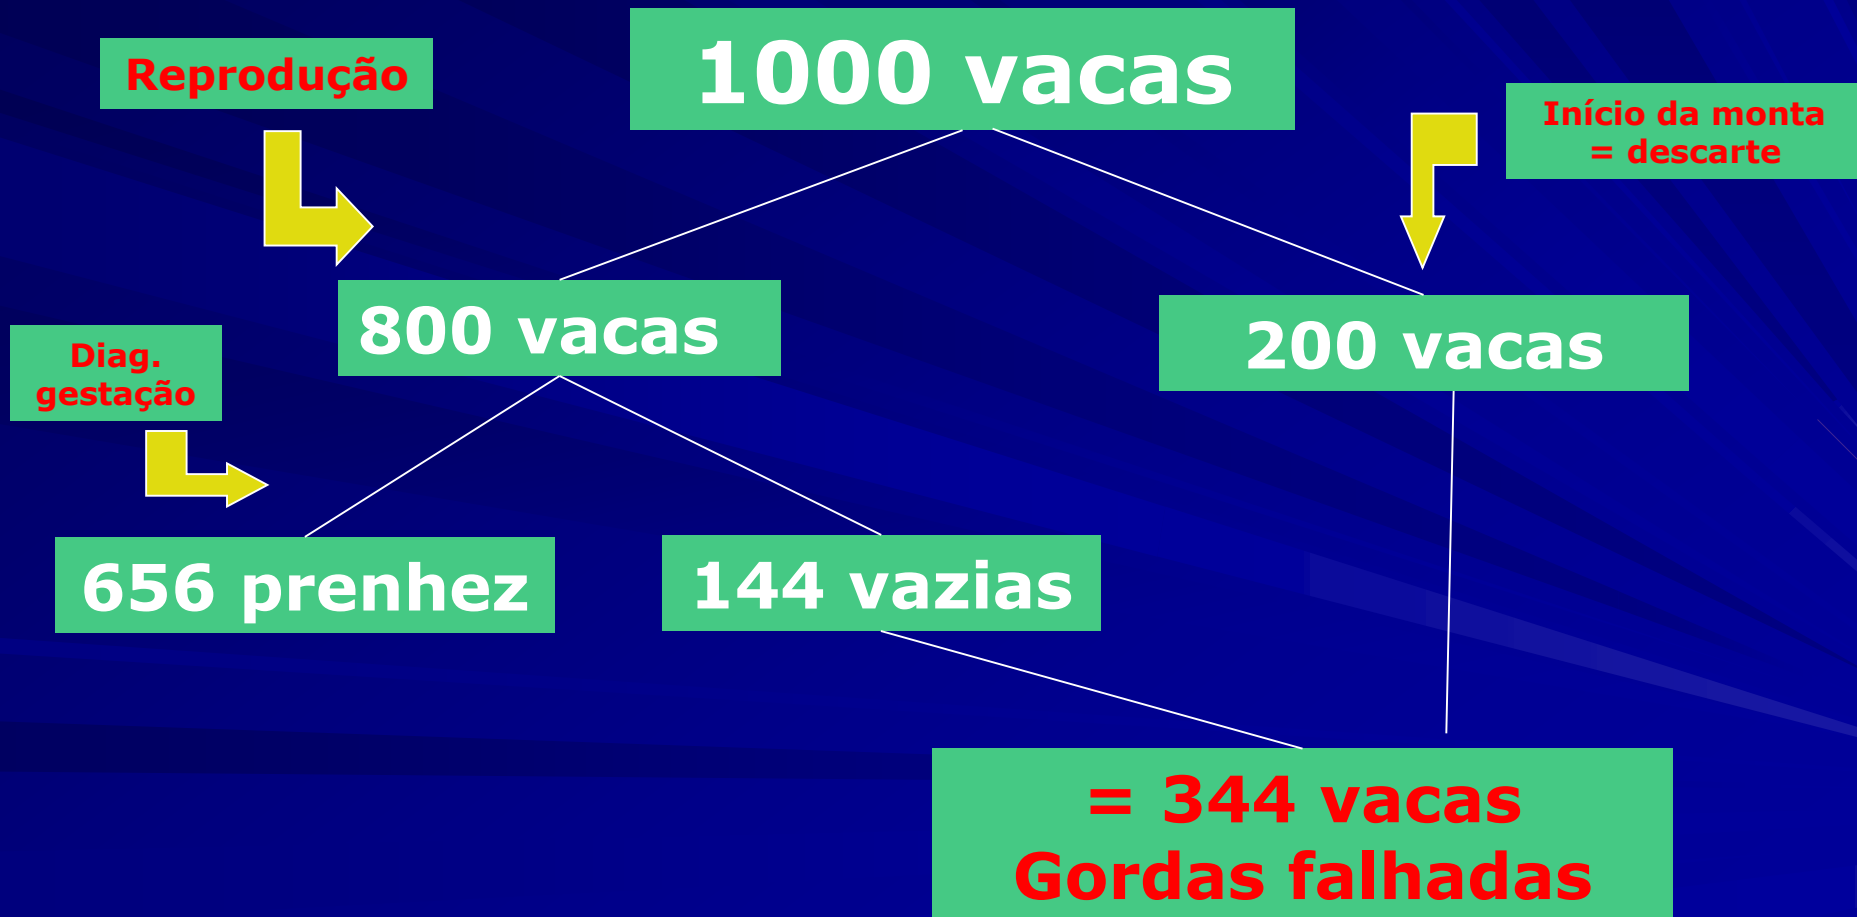 1000 vacas
Reprodução
Início da monta
= descarte
800 vacas
200 vacas
Diag.
gestação
656 prenhez
144 vazias
= 344 vacas
Gordas falhadas